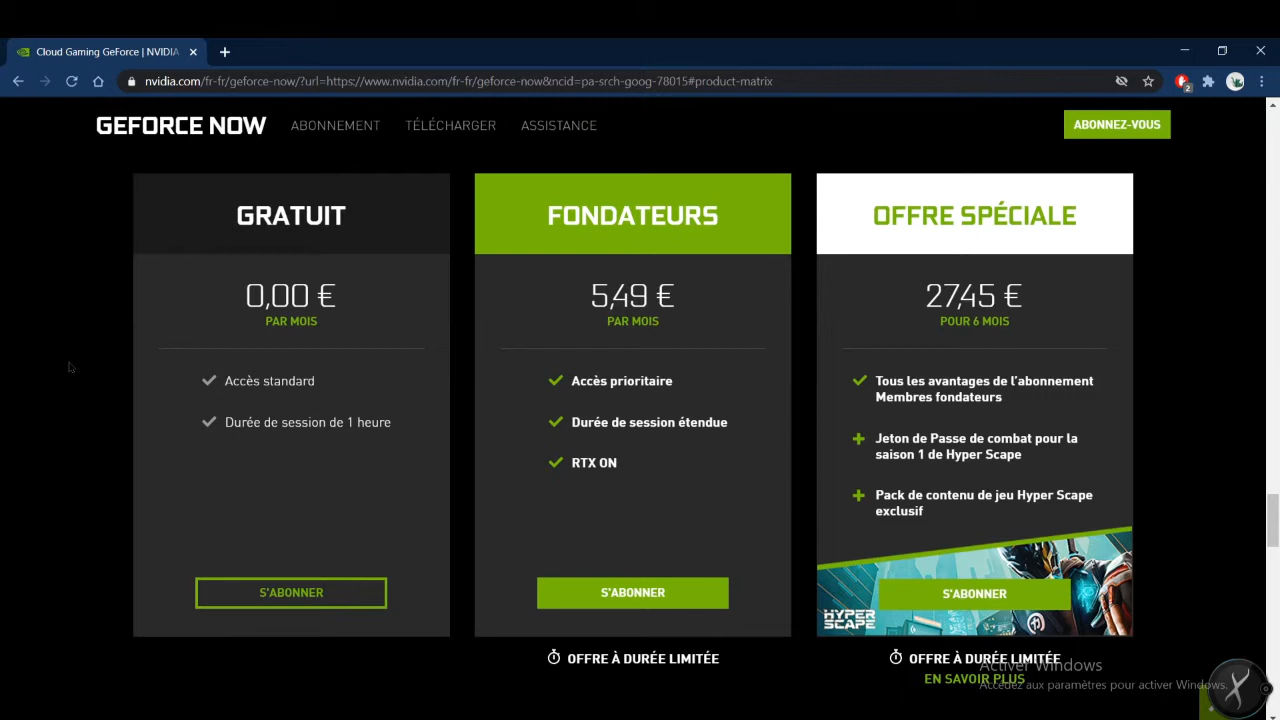 Cloud Gaming GeForce | NVIDIA
nvidia.com/fr-fr/geforce-now/?url=https://www.nvidia.com/fr-fr/geforce-now&ncid=pa-srch-goog-78015#product-matrix
2
GEFORCE NOW
ABONNEMENT
TÉLÉCHARGER
ASSISTANCE
ABONNEZ-VOUS
GRATUIT
0,00 €
PAR MOIS
Accès standard
Durée de session de 1 heure
S'ABONNER
FONDATEURS
5,49 €
PAR MOIS
Accès prioritaire
Durée de session étendue
RTX ON
S'ABONNER
OFFRE À DURÉE LIMITÉE
OFFRE SPÉCIALE
27,45 €
POUR 6 MOIS
Tous les avantages de l'abonnement
Membres fondateurs
Jeton de Passe de combat pour la
saison 1 de Hyper Scape
Pack de contenu de jeu Hyper Scape
exclusif
S'ABONNER
HYPER
SCAPE
OFFRE À DURÉE LIMITÉE
EN SAVOIR PLUS
Activer Windows
Accédez aux paramètres pour activer Windows.